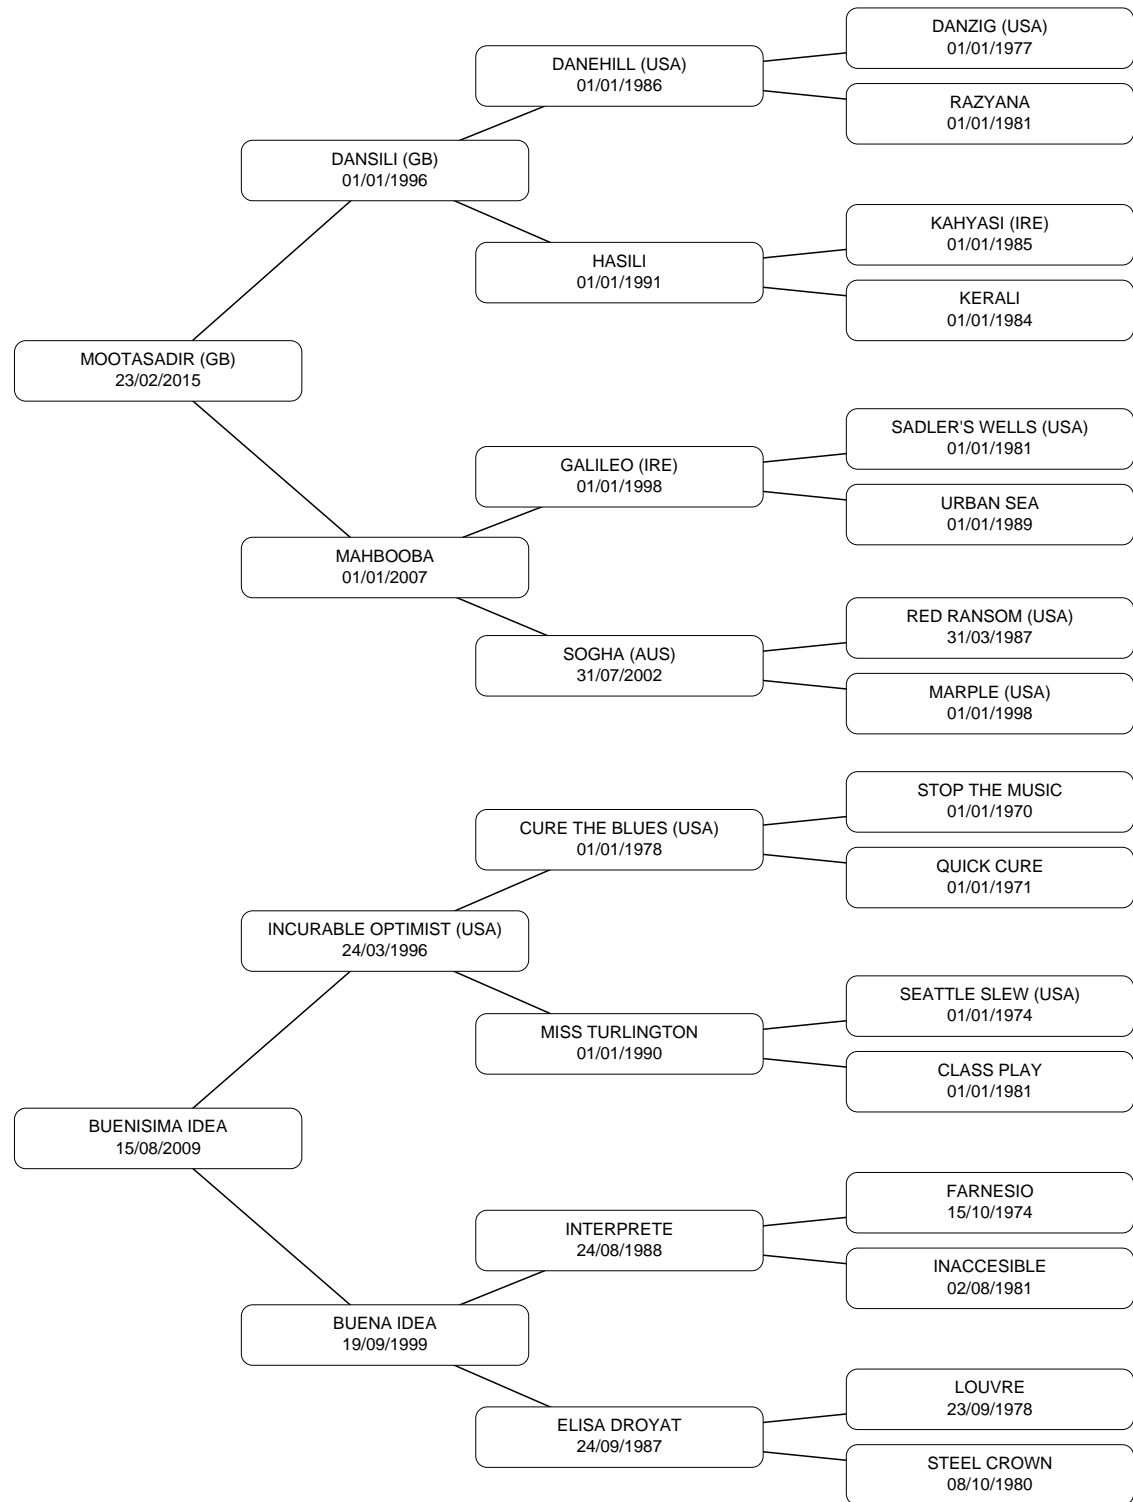 DANZIG (USA)
01/01/1977
DANEHILL (USA)
01/01/1986
RAZYANA
01/01/1981
DANSILI (GB)
01/01/1996
KAHYASI (IRE)
01/01/1985
HASILI
01/01/1991
KERALI
01/01/1984
MOOTASADIR (GB)
23/02/2015
SADLER'S WELLS (USA)
01/01/1981
GALILEO (IRE)
01/01/1998
URBAN SEA
01/01/1989
MAHBOOBA
01/01/2007
RED RANSOM (USA)
31/03/1987
SOGHA (AUS)
31/07/2002
MARPLE (USA)
01/01/1998
STOP THE MUSIC
01/01/1970
CURE THE BLUES (USA)
01/01/1978
QUICK CURE
01/01/1971
INCURABLE OPTIMIST (USA)
24/03/1996
SEATTLE SLEW (USA)
01/01/1974
MISS TURLINGTON
01/01/1990
CLASS PLAY
01/01/1981
BUENISIMA IDEA
15/08/2009
FARNESIO
15/10/1974
INTERPRETE
24/08/1988
INACCESIBLE
02/08/1981
BUENA IDEA
19/09/1999
LOUVRE
23/09/1978
ELISA DROYAT
24/09/1987
STEEL CROWN
08/10/1980